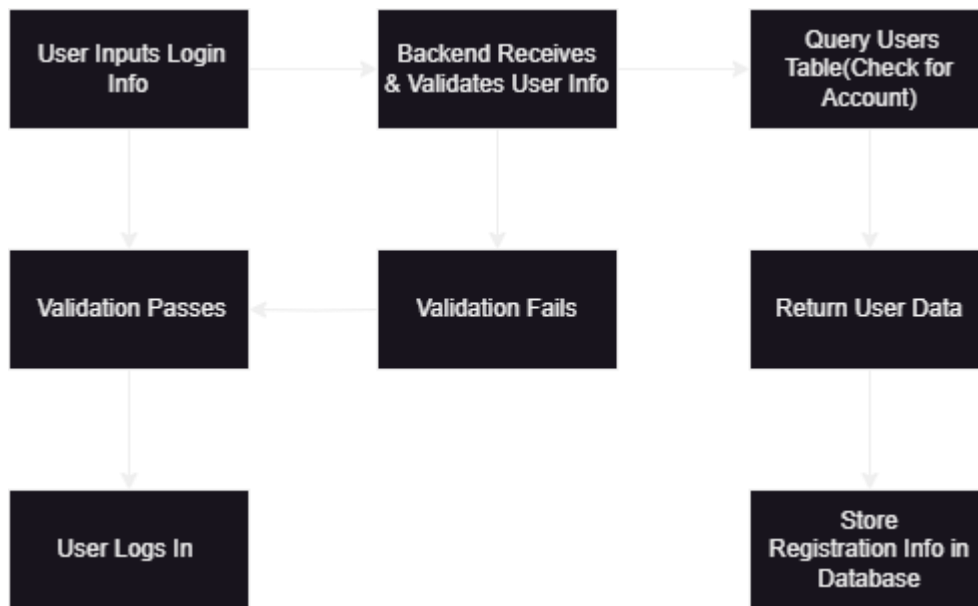 User Inputs Login
Info
Backend Receives
& Validates User Info
Query Users
Table(Check for
Account)
Validation Passes
Validation Fails
Return User Data
User Logs In
Store
Registration Info in
Database